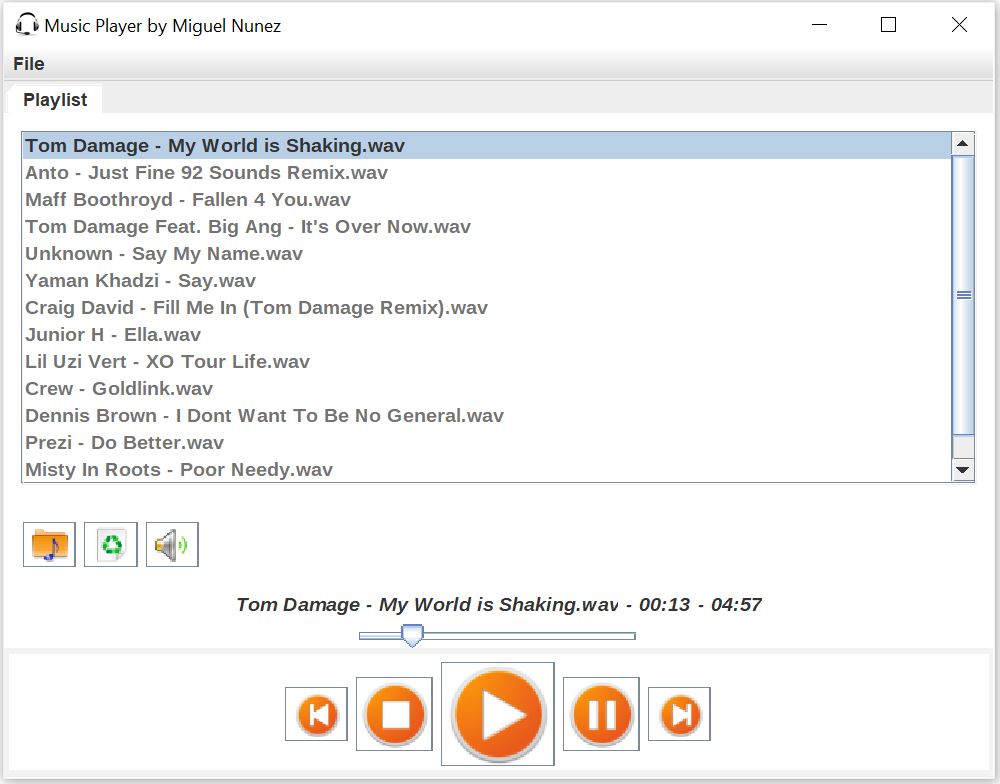 Music Player by Miguel Nunez
File
Playlist
Tom Damage - My World is Shaking.wav
Anto - Just Fine 92 Sounds Remix.wav
Maff Boothroyd - Fallen 4 You.wav
Tom Damage Feat. Big Ang - It's Over Now.wav
Unknown - Say My Name.wav
Yaman Khadzi - Say.wav
Craig David - Fill Me In (Tom Damage Remix).wav
Junior H - Ella.wav
Lil Uzi Vert - XO Tour Life.wav
Crew - Goldlink.wav
Dennis Brown - I Dont Want To Be No General.wav
Prezi - Do Better.wav
Misty In Roots - Poor Needy.wav
Tom Damage - My World is Shaking.wav - 00:13 - 04:57